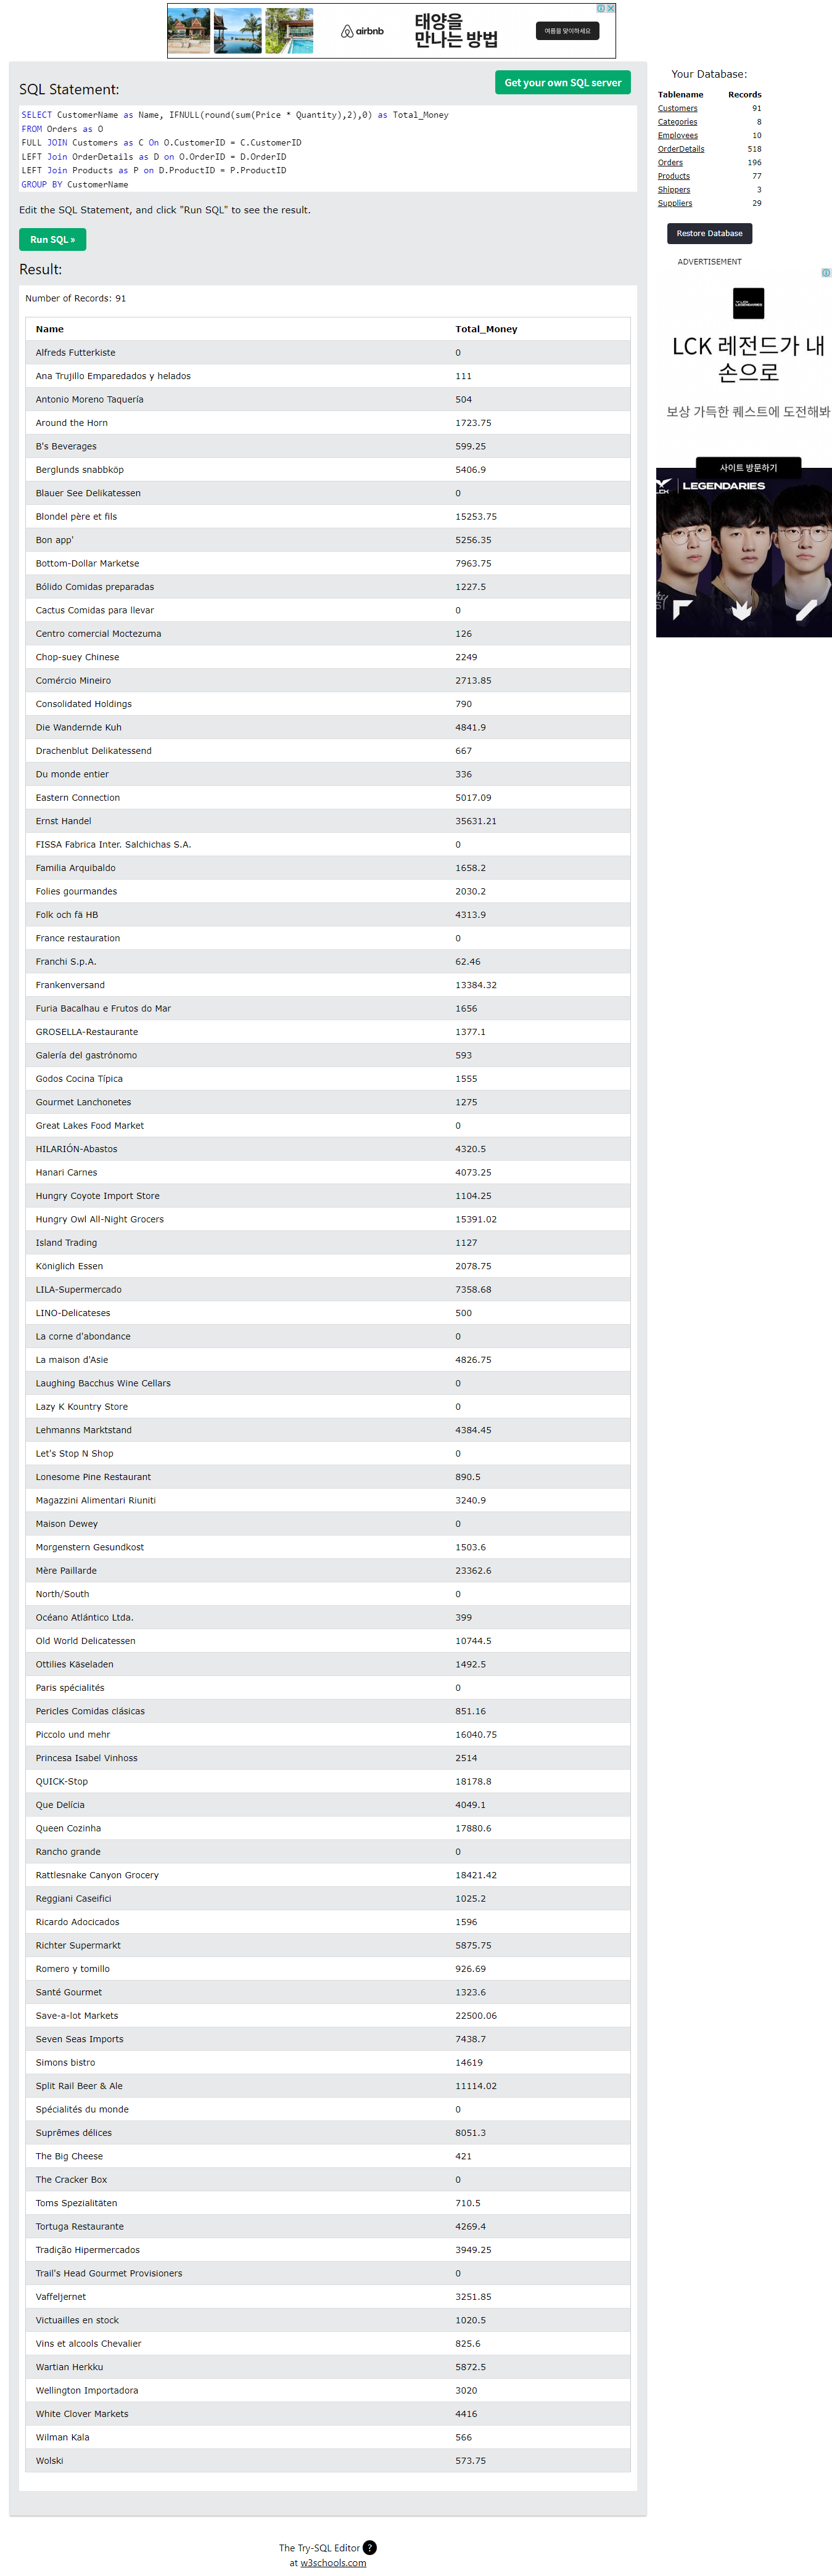 airbnb
태양을
만나는 방법
여름을 맞이하세요
SQL Statement:
Get your own SQL server
SELECT CustomerName as Name, IFNULL(round(sum(Price * Quantity),2),0) as Total_Money
FROM Orders as O
FULL JOIN Customers as C On O.CustomerID = C.CustomerID
LEFT Join OrderDetails as D on O.OrderID = D.OrderID
LEFT Join Products as P on D.ProductID = P.ProductID
GROUP BY CustomerName
Edit the SQL Statement, and click "Run SQL" to see the result.
Run SQL »
Result:
Number of Records: 91
Name Total_Money
Alfreds Futterkiste 0
Ana Trujillo Emparedados y helados 111
Antonio Moreno Taquería 504
Around the Horn 1723.75
B's Beverages 599.25
Berglunds snabbköp 5406.9
Blauer See Delikatessen 0
Blondel père et fils 15253.75
Bon app' 5256.35
Bottom-Dollar Marketse 7963.75
Bólido Comidas preparadas 1227.5
Cactus Comidas para llevar 0
Centro comercial Moctezuma 126
Chop-suey Chinese 2249
Comércio Mineiro 2713.85
Consolidated Holdings 790
Die Wandernde Kuh 4841.9
Drachenblut Delikatessend 667
Du monde entier 336
Eastern Connection 5017.09
Ernst Handel 35631.21
FISSA Fabrica Inter. Salchichas S.A. 0
Familia Arquibaldo 1658.2
Folies gourmandes 2030.2
Folk och fä HB 4313.9
France restauration 0
Franchi S.p.A. 62.46
Frankenversand 13384.32
Furia Bacalhau e Frutos do Mar 1656
GROSELLA-Restaurante 1377.1
Galería del gastrónomo 593
Godos Cocina Típica 1555
Gourmet Lanchonetes 1275
Great Lakes Food Market 0
HILARIÓN-Abastos 4320.5
Hanari Carnes 4073.25
Hungry Coyote Import Store 1104.25
Hungry Owl All-Night Grocers 15391.02
Island Trading 1127
Königlich Essen 2078.75
LILA-Supermercado 7358.68
LINO-Delicateses 500
La corne d'abondance 0
La maison d'Asie 4826.75
Laughing Bacchus Wine Cellars 0
Lazy K Kountry Store 0
Lehmanns Marktstand 4384.45
Let's Stop N Shop 0
Lonesome Pine Restaurant 890.5
Magazzini Alimentari Riuniti 3240.9
Maison Dewey 0
Morgenstern Gesundkost 1503.6
Mère Paillarde 23362.6
North/South 0
Océano Atlántico Ltda. 399
Old World Delicatessen 10744.5
Ottilies Käseladen 1492.5
Paris spécialités 0
Pericles Comidas clásicas 851.16
Piccolo und mehr 16040.75
Princesa Isabel Vinhoss 2514
QUICK-Stop 18178.8
Que Delícia 4049.1
Queen Cozinha 17880.6
Rancho grande 0
Rattlesnake Canyon Grocery 18421.42
Reggiani Caseifici 1025.2
Ricardo Adocicados 1596
Richter Supermarkt 5875.75
Romero y tomillo 926.69
Santé Gourmet 1323.6
Save-a-lot Markets 22500.06
Seven Seas Imports 7438.7
Simons bistro 14619
Split Rail Beer & Ale 11114.02
Spécialités du monde 0
Suprêmes délices 8051.3
The Big Cheese 421
The Cracker Box 0
Toms Spezialitäten 710.5
Tortuga Restaurante 4269.4
Tradição Hipermercados 3949.25
Trail's Head Gourmet Provisioners 0
Vaffeljernet 3251.85
Victuailles en stock 1020.5
Vins et alcools Chevalier 825.6
Wartian Herkku 5872.5
Wellington Importadora 3020
White Clover Markets 4416
Wilman Kala 566
Wolski 573.75
Your Database:
Tablename Records
Customers 91
Categories 8
Employees 10
OrderDetails 518
Orders 196
Products 77
Shippers 3
Suppliers 29
Restore Database
ADVERTISEMENT
LCK 레전드가 내
손으로
보상 가득한 퀘스트에 도전해봐
사이트 방문하기
LEGENDARIES
The Try-SQL Editor ?
at w3schools.com